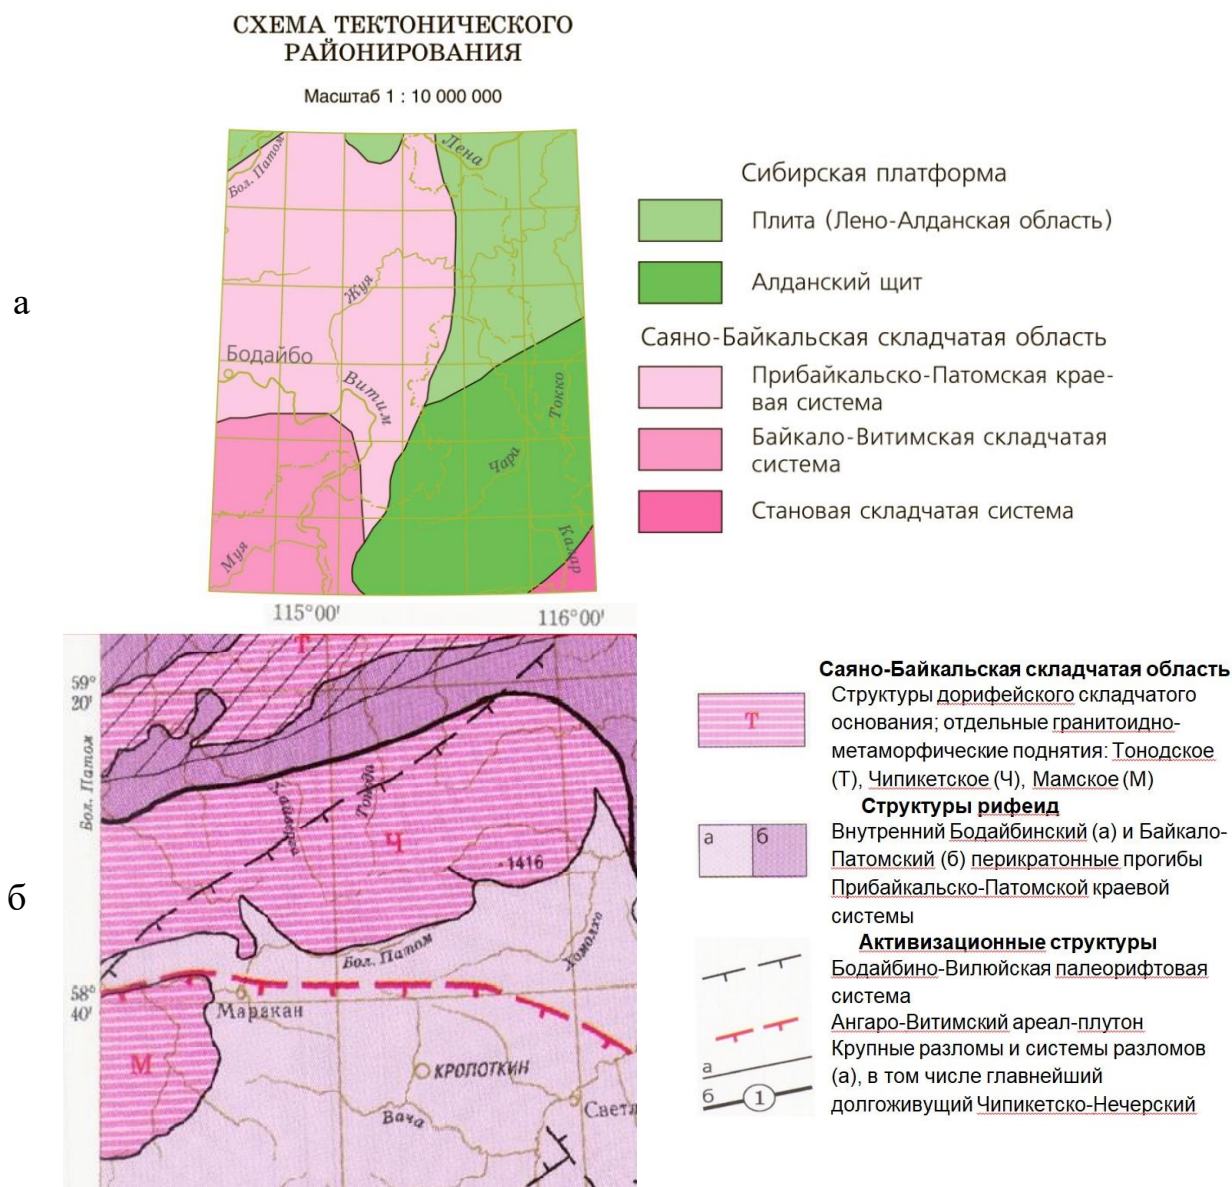 СХЕМА ТЕКТОНИЧЕСКОГО
РАЙОНИРОВАНИЯ
Масштаб 1 : 10 000 000
а
Бол. Патом
Лена
Жуя
Бодайбо
Витим
Токко
Чара
Муя
Калар
Сибирская платформа
Плита (Лено-Алданская область)
Алданский щит
Саяно-Байкальская складчатая область
Прибайкальско-Патомская крае-
вая система
Байкало-Витимская складчатая
система
Становая складчатая система
б
115°00'
116°00'
59°
20'
Бол. Патом
58°
40'
Т
Тонода
Ч
-1416
Бол. Патом
Хомолхо
Маракан
М
КРОПОТКИН
Вача
Светл
Саяно-Байкальская складчатая область
Т
Структуры дорифейского складчатого
основания; отдельные гранитоидно-
метаморфические поднятия: Тонодское
(Т), Чипикетское (Ч), Мамское (М)
Структуры рифеид
а
б
Внутренний Бодайбинский (а) и Байкало-
Патомский (б) перикратонные прогибы
Прибайкальско-Патомской краевой
системы
Активизационные структуры
Бодайбино-Вилюйская палеорифтовая
система
Ангаро-Витимский ареал-плутон
Крупные разломы и системы разломов
(а), в том числе главнейший
долгоживущий Чипикетско-Нечерский
а
б
1